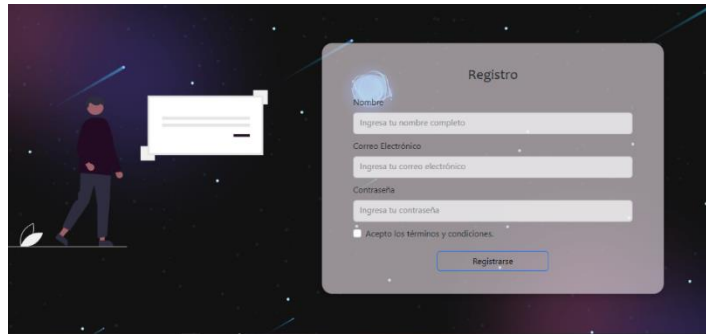 Registro
Nombre
Ingresa tu nombre completo
Correo Electrónico
Ingresa tu correo electrónico
Contraseña
Ingresa tu contraseña
Acepto los términos y condiciones.
Registrarse